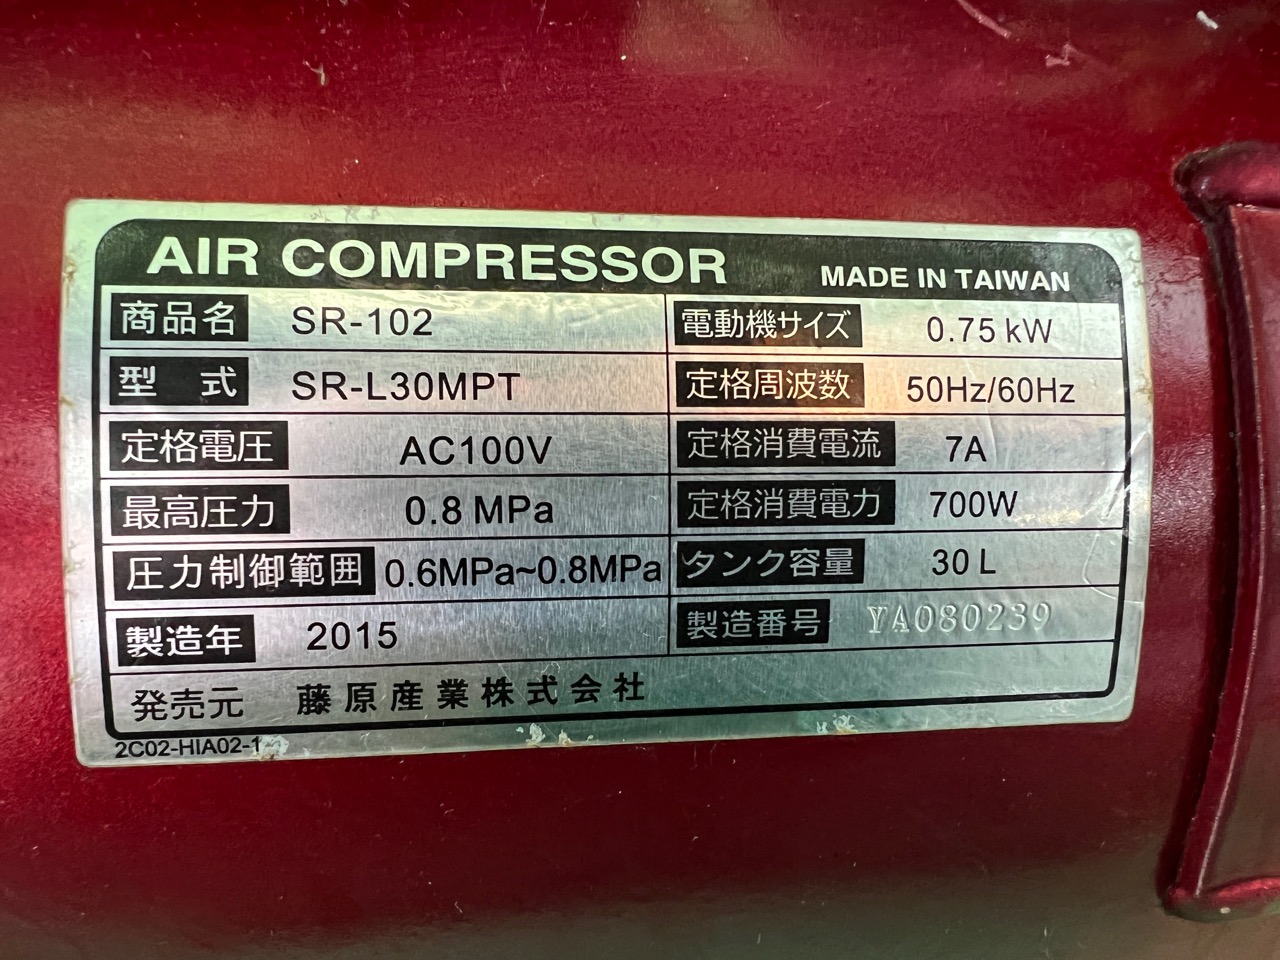 AIR COMPRESSOR MADE IN TAIWAN
商品名 SR-102 電動機サイズ 0.75 kW
型 式 SR-L30MPT 定格周波数 50Hz/60Hz
定格電圧 AC100V 定格消費電流 7A
最高圧力 0.8 MPa 定格消費電力 700W
圧力制御範囲 0.6MPa~0.8MPa タンク容量 30 L
製造年 2015 製造番号 YA080239
発売元 藤原産業株式会社
2C02-HIA02-1